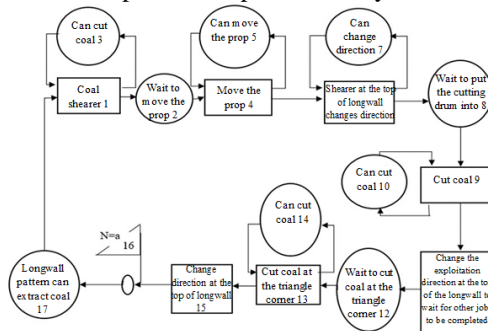 Can cut
coal 3
Can move
the prop 5
Can
change
direction 7
Coal
shearer 1
Wait to
move the
prop 2
Move the
prop 4
Shearer at the top
of longwall
changes direction
Wait to put
the cutting
drum into 8
Can cut
coal 10
Cut coal 9
Can cut
coal 14
N=a
16
Longwall
pattern can
extract coal
17
Change
direction at the
top of longwall
15
Cut coal at
the triangle
corner 13
Wait to cut
coal at the
triangle
corner 12
Change the
exploitation
direction at the top
of the longwall to
wait for other jobs
to be completed